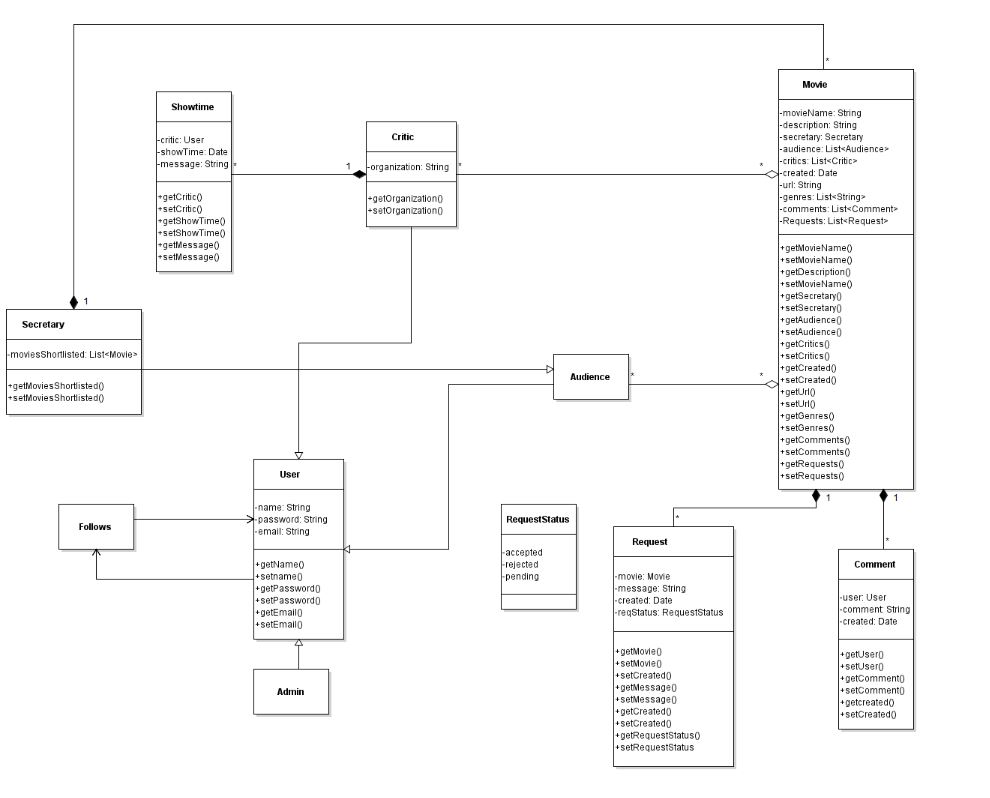 *
Movie
-movieName: String
-description: String
-secretary: Secretary
-audience: List<Audience>
-critics: List<Critic>
-created: Date
-url: String
-genres: List<String>
-comments: List<Comment>
-Requests: List<Request>
+getMovieName()
+setMovieName()
+getDescription()
+setMovieName()
+getSecretary()
+setSecretary()
+getAudience()
+setAudience()
+getCritics()
+setCritics()
+getCreated()
+setCreated()
+getUrl()
+setUrl()
+getGenres()
+setGenres()
+getComments()
+setComments()
+getRequests()
+setRequests()
Showtime
-critic: User
-showTime: Date
-message: String
+getCritic()
+setCritic()
+getShowTime()
+setShowTime()
+getMessage()
+setMessage()
*
1
Critic
-organization: String
+getOrganization()
+setOrganization()
*
*
1
Secretary
-moviesShortlisted: List<Movie>
+getMoviesShortlisted()
+setMoviesShortlisted()
Audience
*
*
User
-name: String
-password: String
-email: String
+getName()
+setname()
+getPassword()
+setPassword()
+getEmail()
+setEmail()
Follows
Admin
RequestStatus
-accepted
-rejected
-pending
1
*
Request
-movie: Movie
-message: String
-created: Date
-reqStatus: RequestStatus
+getMovie()
+setMovie()
+setCreated()
+getMessage()
+setMessage()
+getCreated()
+setCreated()
+getRequestStatus()
+setRequestStatus
1
*
Comment
-user: User
-comment: String
-created: Date
+getUser()
+setUser()
+getComment()
+setComment()
+getcreated()
+setCreated()